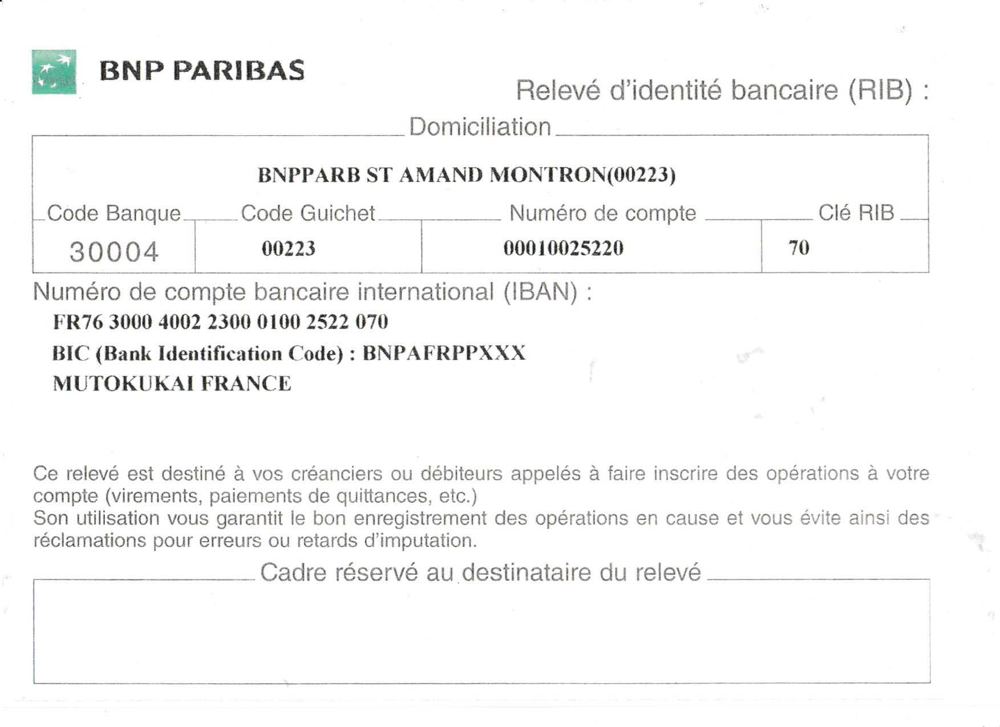 BNP PARIBAS
Relevé d'identité bancaire (RIB) :
Domiciliation
BNPPARB ST AMAND MONTRON(00223)
Code Banque Code Guichet Numéro de compte Clé RIB
30004 00223 00010025220 70
Numéro de compte bancaire international (IBAN) :
FR76 3000 4002 2300 0100 2522 070
BIC (Bank Identification Code) : BNPAFRPPXXX
MUTOKUKAI FRANCE
Ce relevé est destiné à vos créanciers ou débiteurs appelés à faire inscrire des opérations à votre
compte (virements, paiements de quittances, etc.)
Son utilisation vous garantit le bon enregistrement des opérations en cause et vous évite ainsi des
réclamations pour erreurs ou retards d'imputation.
Cadre réservé au destinataire du relevé